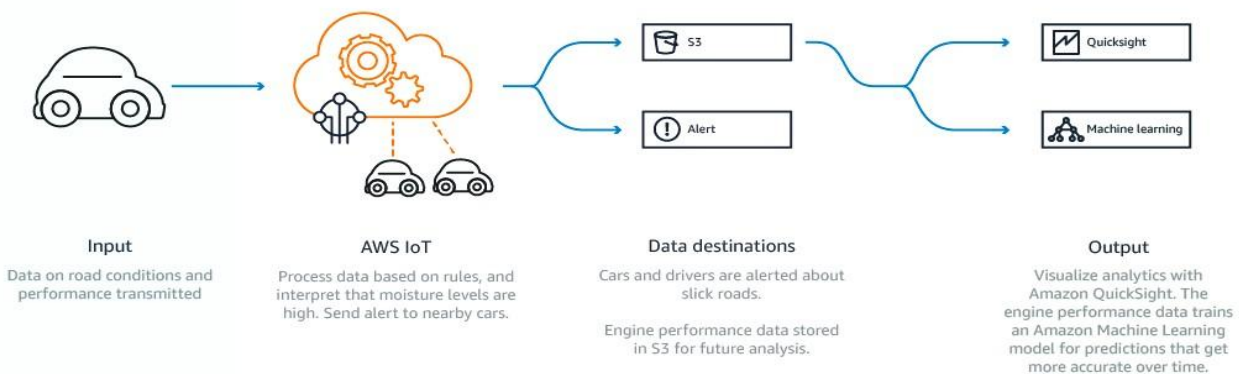 S3
Quicksight
Alert
Machine learning
Input
Data on road conditions and
performance transmitted
AWS IoT
Process data based on rules, and
interpret that moisture levels are
high. Send alert to nearby cars.
Data destinations
Cars and drivers are alerted about
slick roads.
Engine performance data stored
in S3 for future analysis.
Output
Visualize analytics with
Amazon QuickSight. The
engine performance data trains
an Amazon Machine Learning
model for predictions that get
more accurate over time.